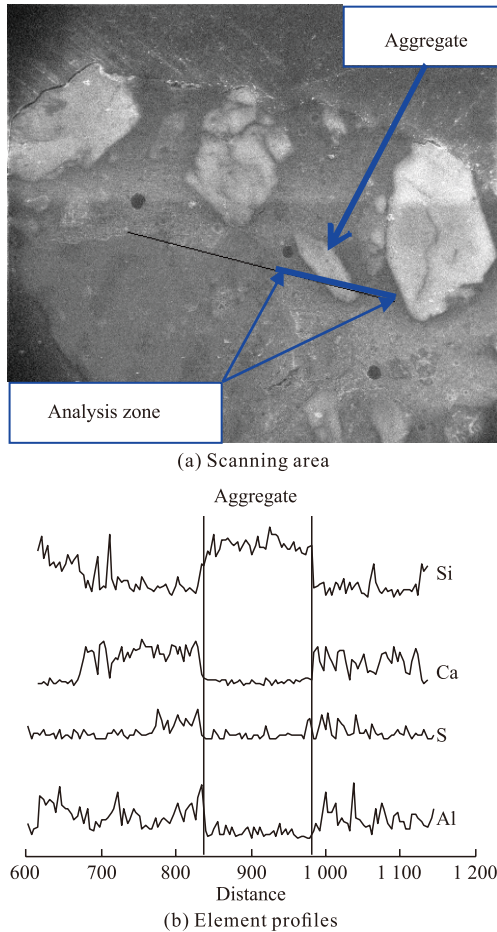 Aggregate
Analysis zone
(a) Scanning area
Aggregate
Si
Ca
S
Al
600 700 800 900 1 000 1 100 1 200
Distance
(b) Element profiles